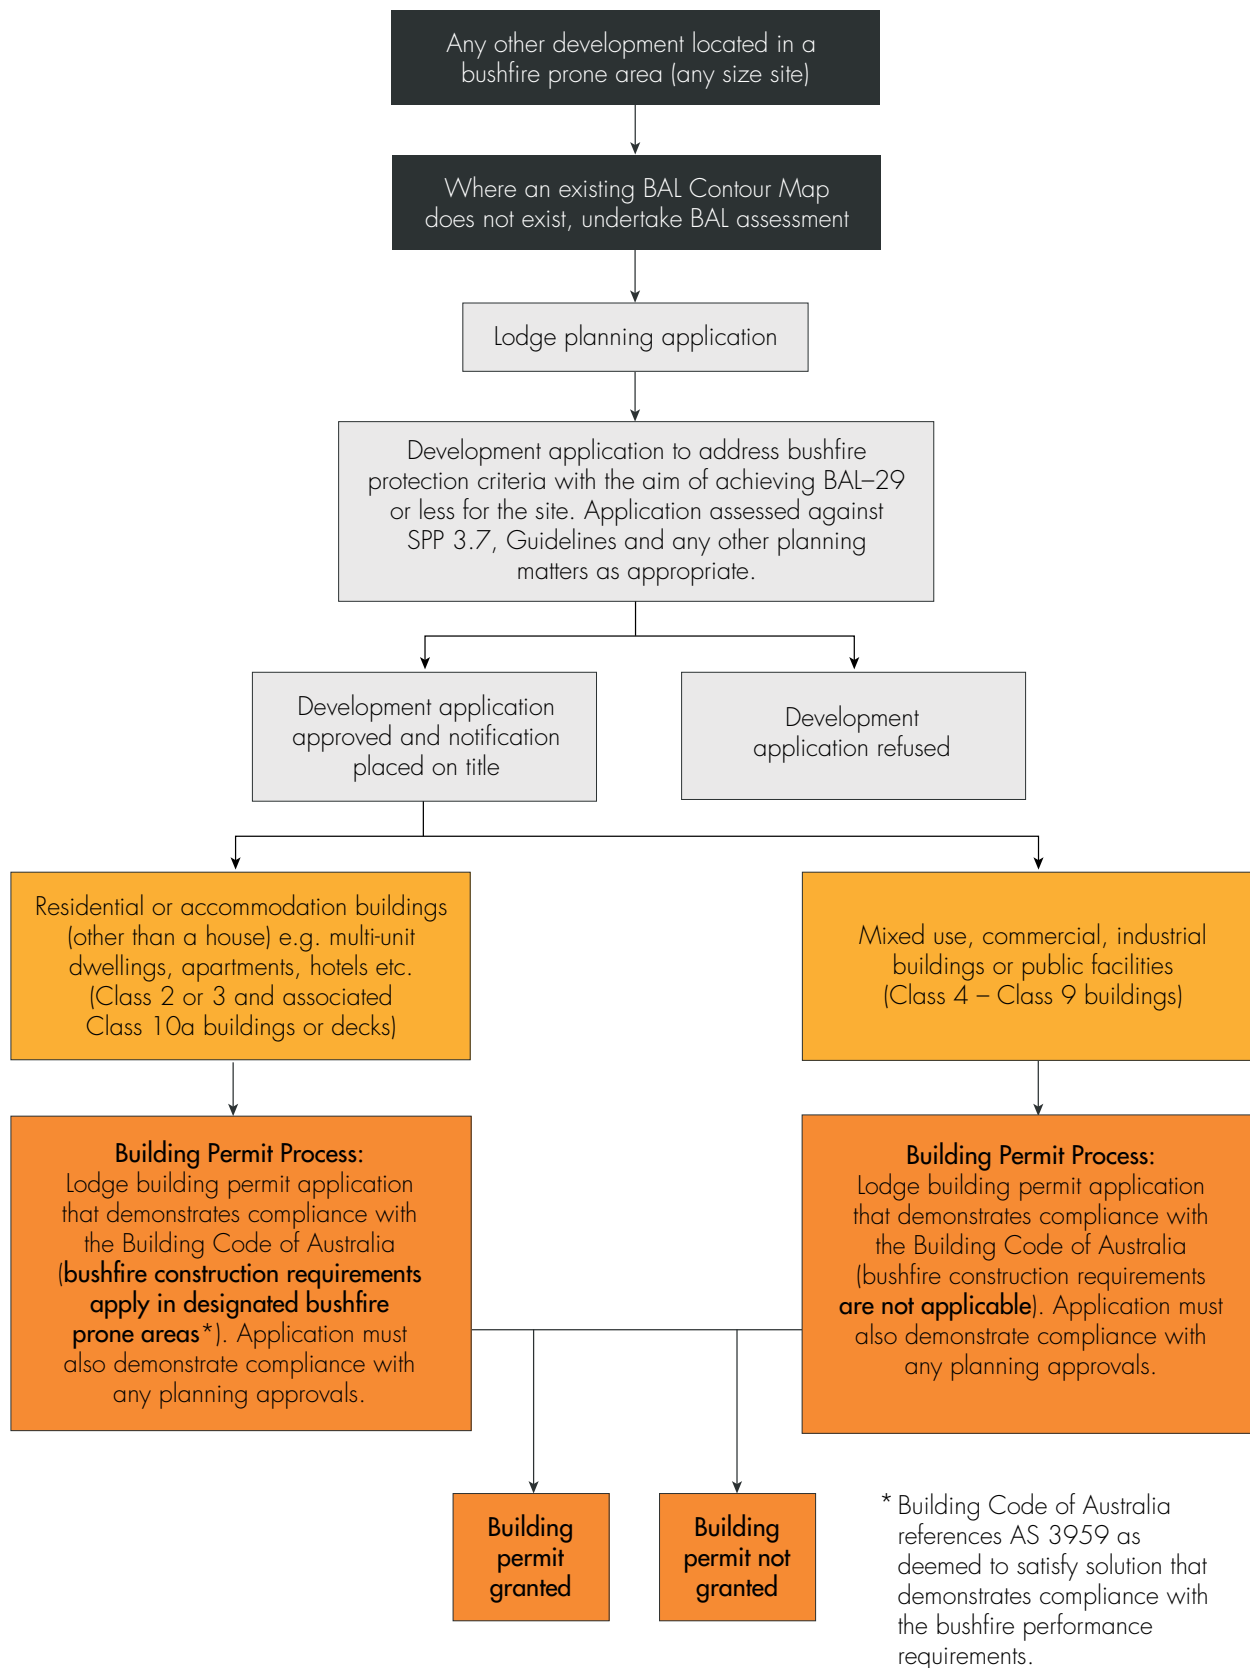 Any other development located in a
bushfire prone area (any size site)
Where an existing BAL Contour Map
does not exist, undertake BAL assessment
Lodge planning application
Development application to address bushfire
protection criteria with the aim of achieving BAL–29
or less for the site. Application assessed against
SPP 3.7, Guidelines and any other planning
matters as appropriate.
Development application
approved and notification
placed on title
Development
application refused
Residential or accommodation buildings
(other than a house) e.g. multi-unit
dwellings, apartments, hotels etc.
(Class 2 or 3 and associated
Class 10a buildings or decks)
Mixed use, commercial, industrial
buildings or public facilities
(Class 4 – Class 9 buildings)
Building Permit Process:
Lodge building permit application
that demonstrates compliance with
the Building Code of Australia
(bushfire construction requirements
apply in designated bushfire
prone areas*). Application must
also demonstrate compliance with
any planning approvals.
Building Permit Process:
Lodge building permit application
that demonstrates compliance with
the Building Code of Australia
(bushfire construction requirements
are not applicable). Application must
also demonstrate compliance with
any planning approvals.
Building
permit
granted
Building
permit not
granted
* Building Code of Australia
references AS 3959 as
deemed to satisfy solution that
demonstrates compliance with
the bushfire performance
requirements.